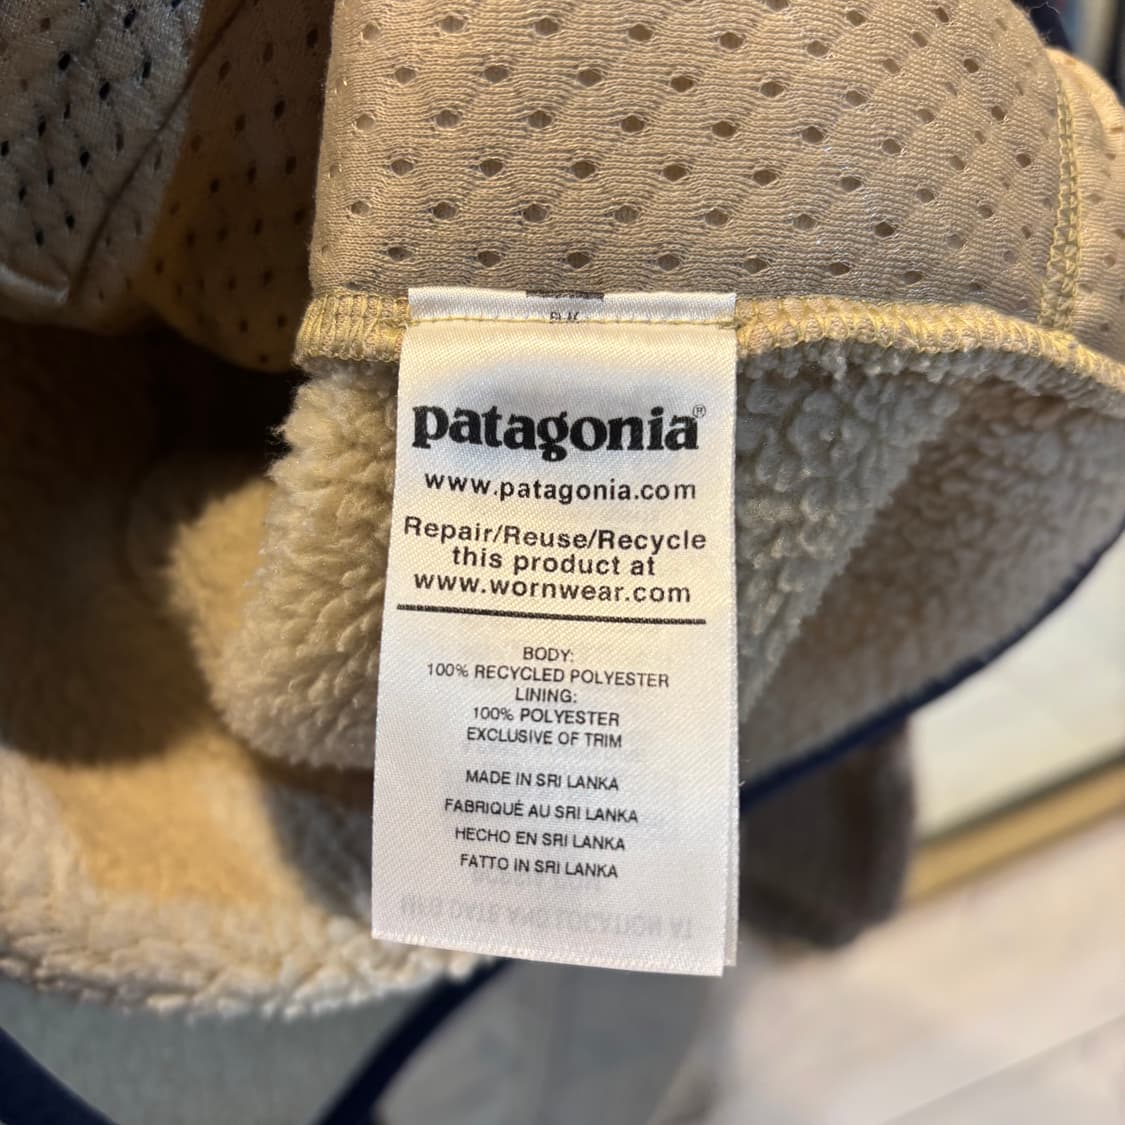 patagonia®
www.patagonia.com
Repair/Reuse/Recycle
this product at
www.wornwear.com
BODY:
100% RECYCLED POLYESTER
LINING:
100% POLYESTER
EXCLUSIVE OF TRIM
MADE IN SRI LANKA
FABRIQUÉ AU SRI LANKA
HECHO EN SRI LANKA
FATTO IN SRI LANKA